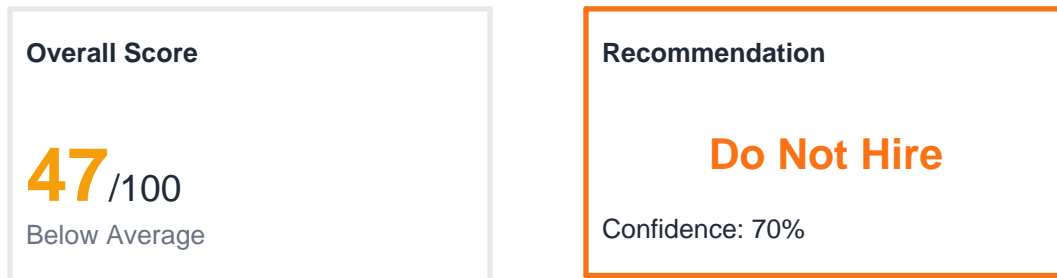 Overall Score
47/100
Below Average
Recommendation
Do Not Hire
Confidence: 70%